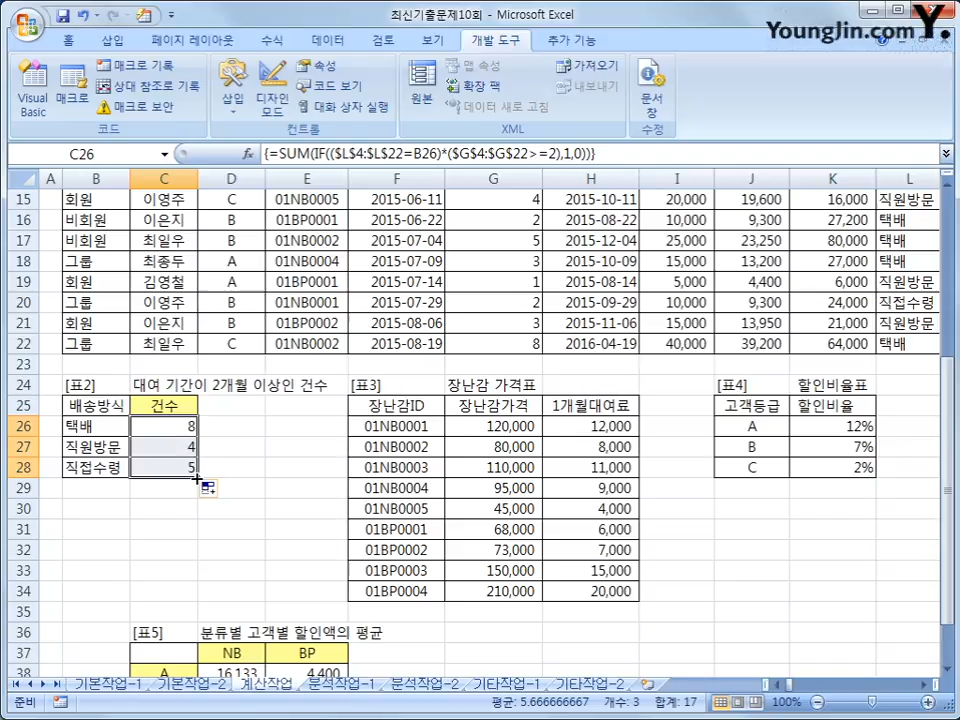 최신기출문제10회 - Microsoft Excel
YoungJin.com Y.
홈 삽입 페이지 레이아웃 수식 데이터 검토 보기 개발 도구 추가 기능
Visual Basic
매크로
매크로 기록
상대 참조로 기록
매크로 보안
코드
삽입
디자인 모드
속성
코드 보기
대화 상자 실행
컨트롤
원본
맵 속성
확장 팩
데이터 새로 고침
가져오기
내보내기
XML
문서 창
수정
C26 fx {=SUM(IF(($L$4:$L$22=B26)*($G$4:$G$22>=2),1,0))}
A B C D E F G H I J K L
15 회원 이영주 C 01NB0005 2015-06-11 4 2015-10-11 20,000 19,600 16,000 직원방문
16 비회원 이은지 B 01BP0001 2015-06-22 2 2015-08-22 10,000 9,300 27,200 택배
17 비회원 최일우 B 01NB0002 2015-07-04 5 2015-12-04 25,000 23,250 80,000 택배
18 그룹 최종두 A 01NB0004 2015-07-09 3 2015-10-09 15,000 13,200 27,000 택배
19 회원 김영철 A 01BP0001 2015-07-14 1 2015-08-14 5,000 4,400 6,000 직원방문
20 그룹 이영주 B 01NB0001 2015-07-29 2 2015-09-29 10,000 9,300 24,000 직접수령
21 회원 이은지 B 01BP0002 2015-08-06 3 2015-11-06 15,000 13,950 21,000 직원방문
22 그룹 최일우 C 01NB0002 2015-08-19 8 2016-04-19 40,000 39,200 64,000 택배
23
24 [표2] 대여 기간이 2개월 이상인 건수 [표3] 장난감 가격표 [표4] 할인비율표
25 배송방식 건수 장난감ID 장난감가격 1개월대여료 고객등급 할인비율
26 택배 8 01NB0001 120,000 12,000 A 12%
27 직원방문 4 01NB0002 80,000 8,000 B 7%
28 직접수령 5 01NB0003 110,000 11,000 C 2%
29 01NB0004 95,000 9,000
30 01NB0005 45,000 4,000
31 01BP0001 68,000 6,000
32 01BP0002 73,000 7,000
33 01BP0003 150,000 15,000
34 01BP0004 210,000 20,000
35
36 [표5] 분류별 고객별 할인액의 평균
37 NB BP
38 A 16,133 4,400
기본작업-1 기본작업-2 계산작업 분석작업-1 분석작업-2 기타작업-1 기타작업-2
준비 평균: 5.666666667 개수: 3 합계: 17 100%